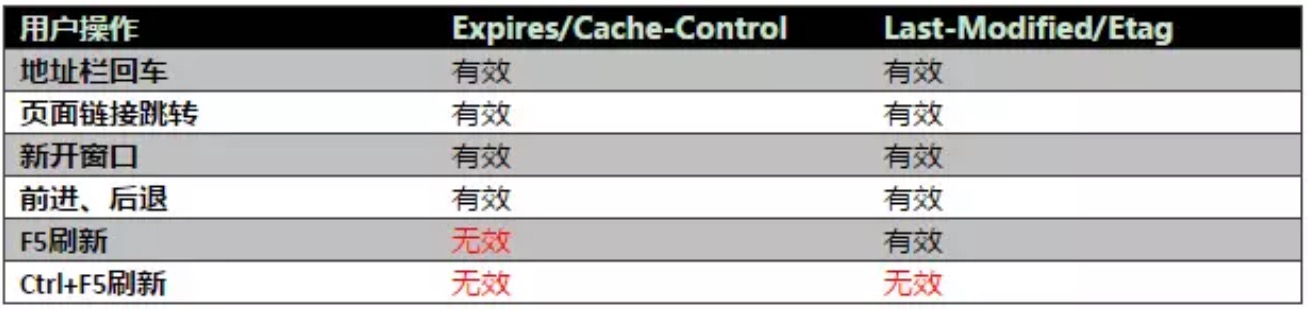 用户操作 Expires/Cache-Control Last-Modified/Etag
地址栏回车 有效 有效
页面链接跳转 有效 有效
新开窗口 有效 有效
前进、后退 有效 有效
F5刷新 无效 有效
Ctrl+F5刷新 无效 无效